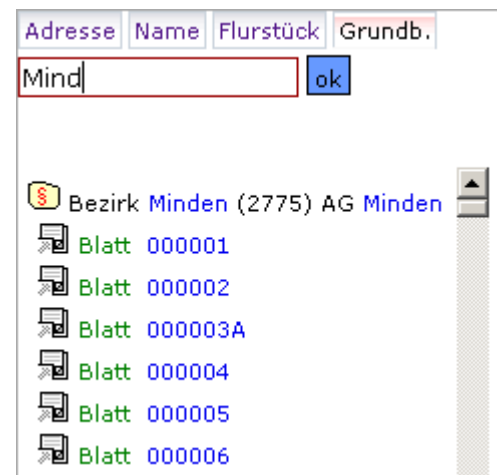 Adresse Name Flurstück Grundb.
Mind ok
§ Bezirk Minden (2775) AG Minden
Blatt 000001
Blatt 000002
Blatt 000003A
Blatt 000004
Blatt 000005
Blatt 000006